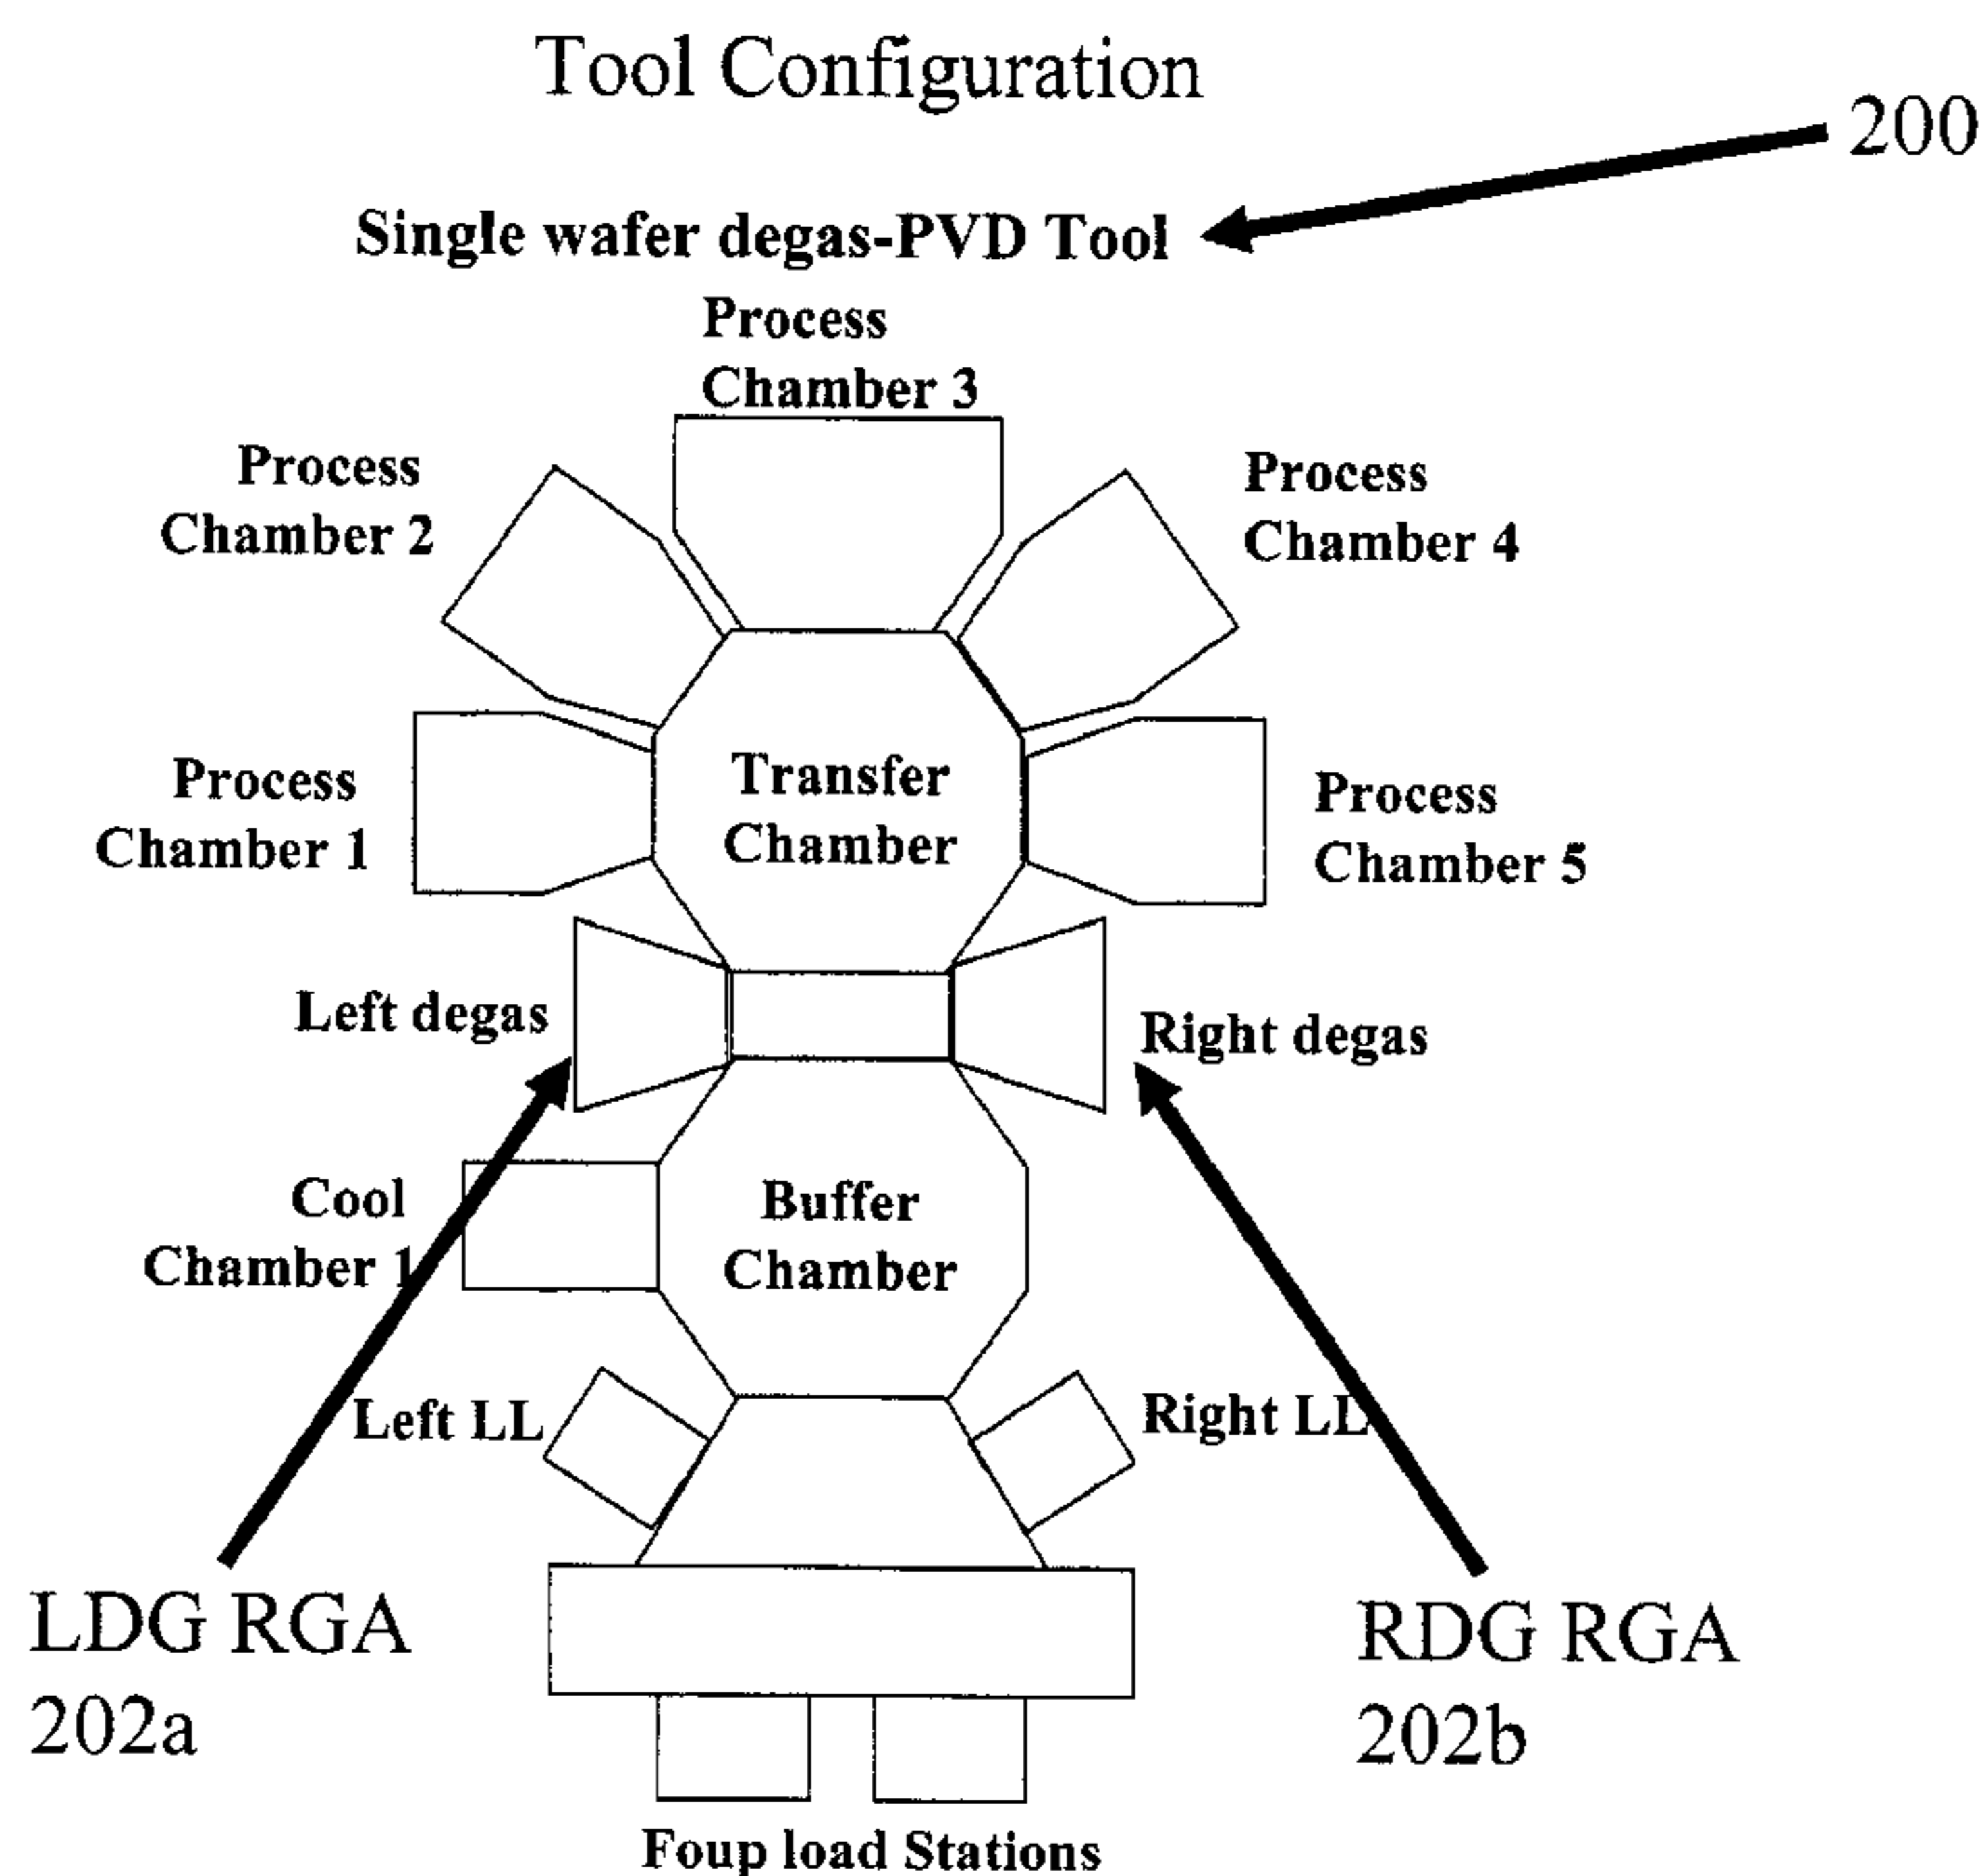 Tool Configuration
200
Single wafer degas-PVD Tool
Process
Chamber 3
Process
Chamber 2
Process
Chamber 4
Process
Chamber 1
Transfer
Chamber
Process
Chamber 5
Left degas
Right degas
Cool
Chamber 1
Buffer
Chamber
Left LL
Right LL
LDG RGA
202a
RDG RGA
202b
Foup load Stations